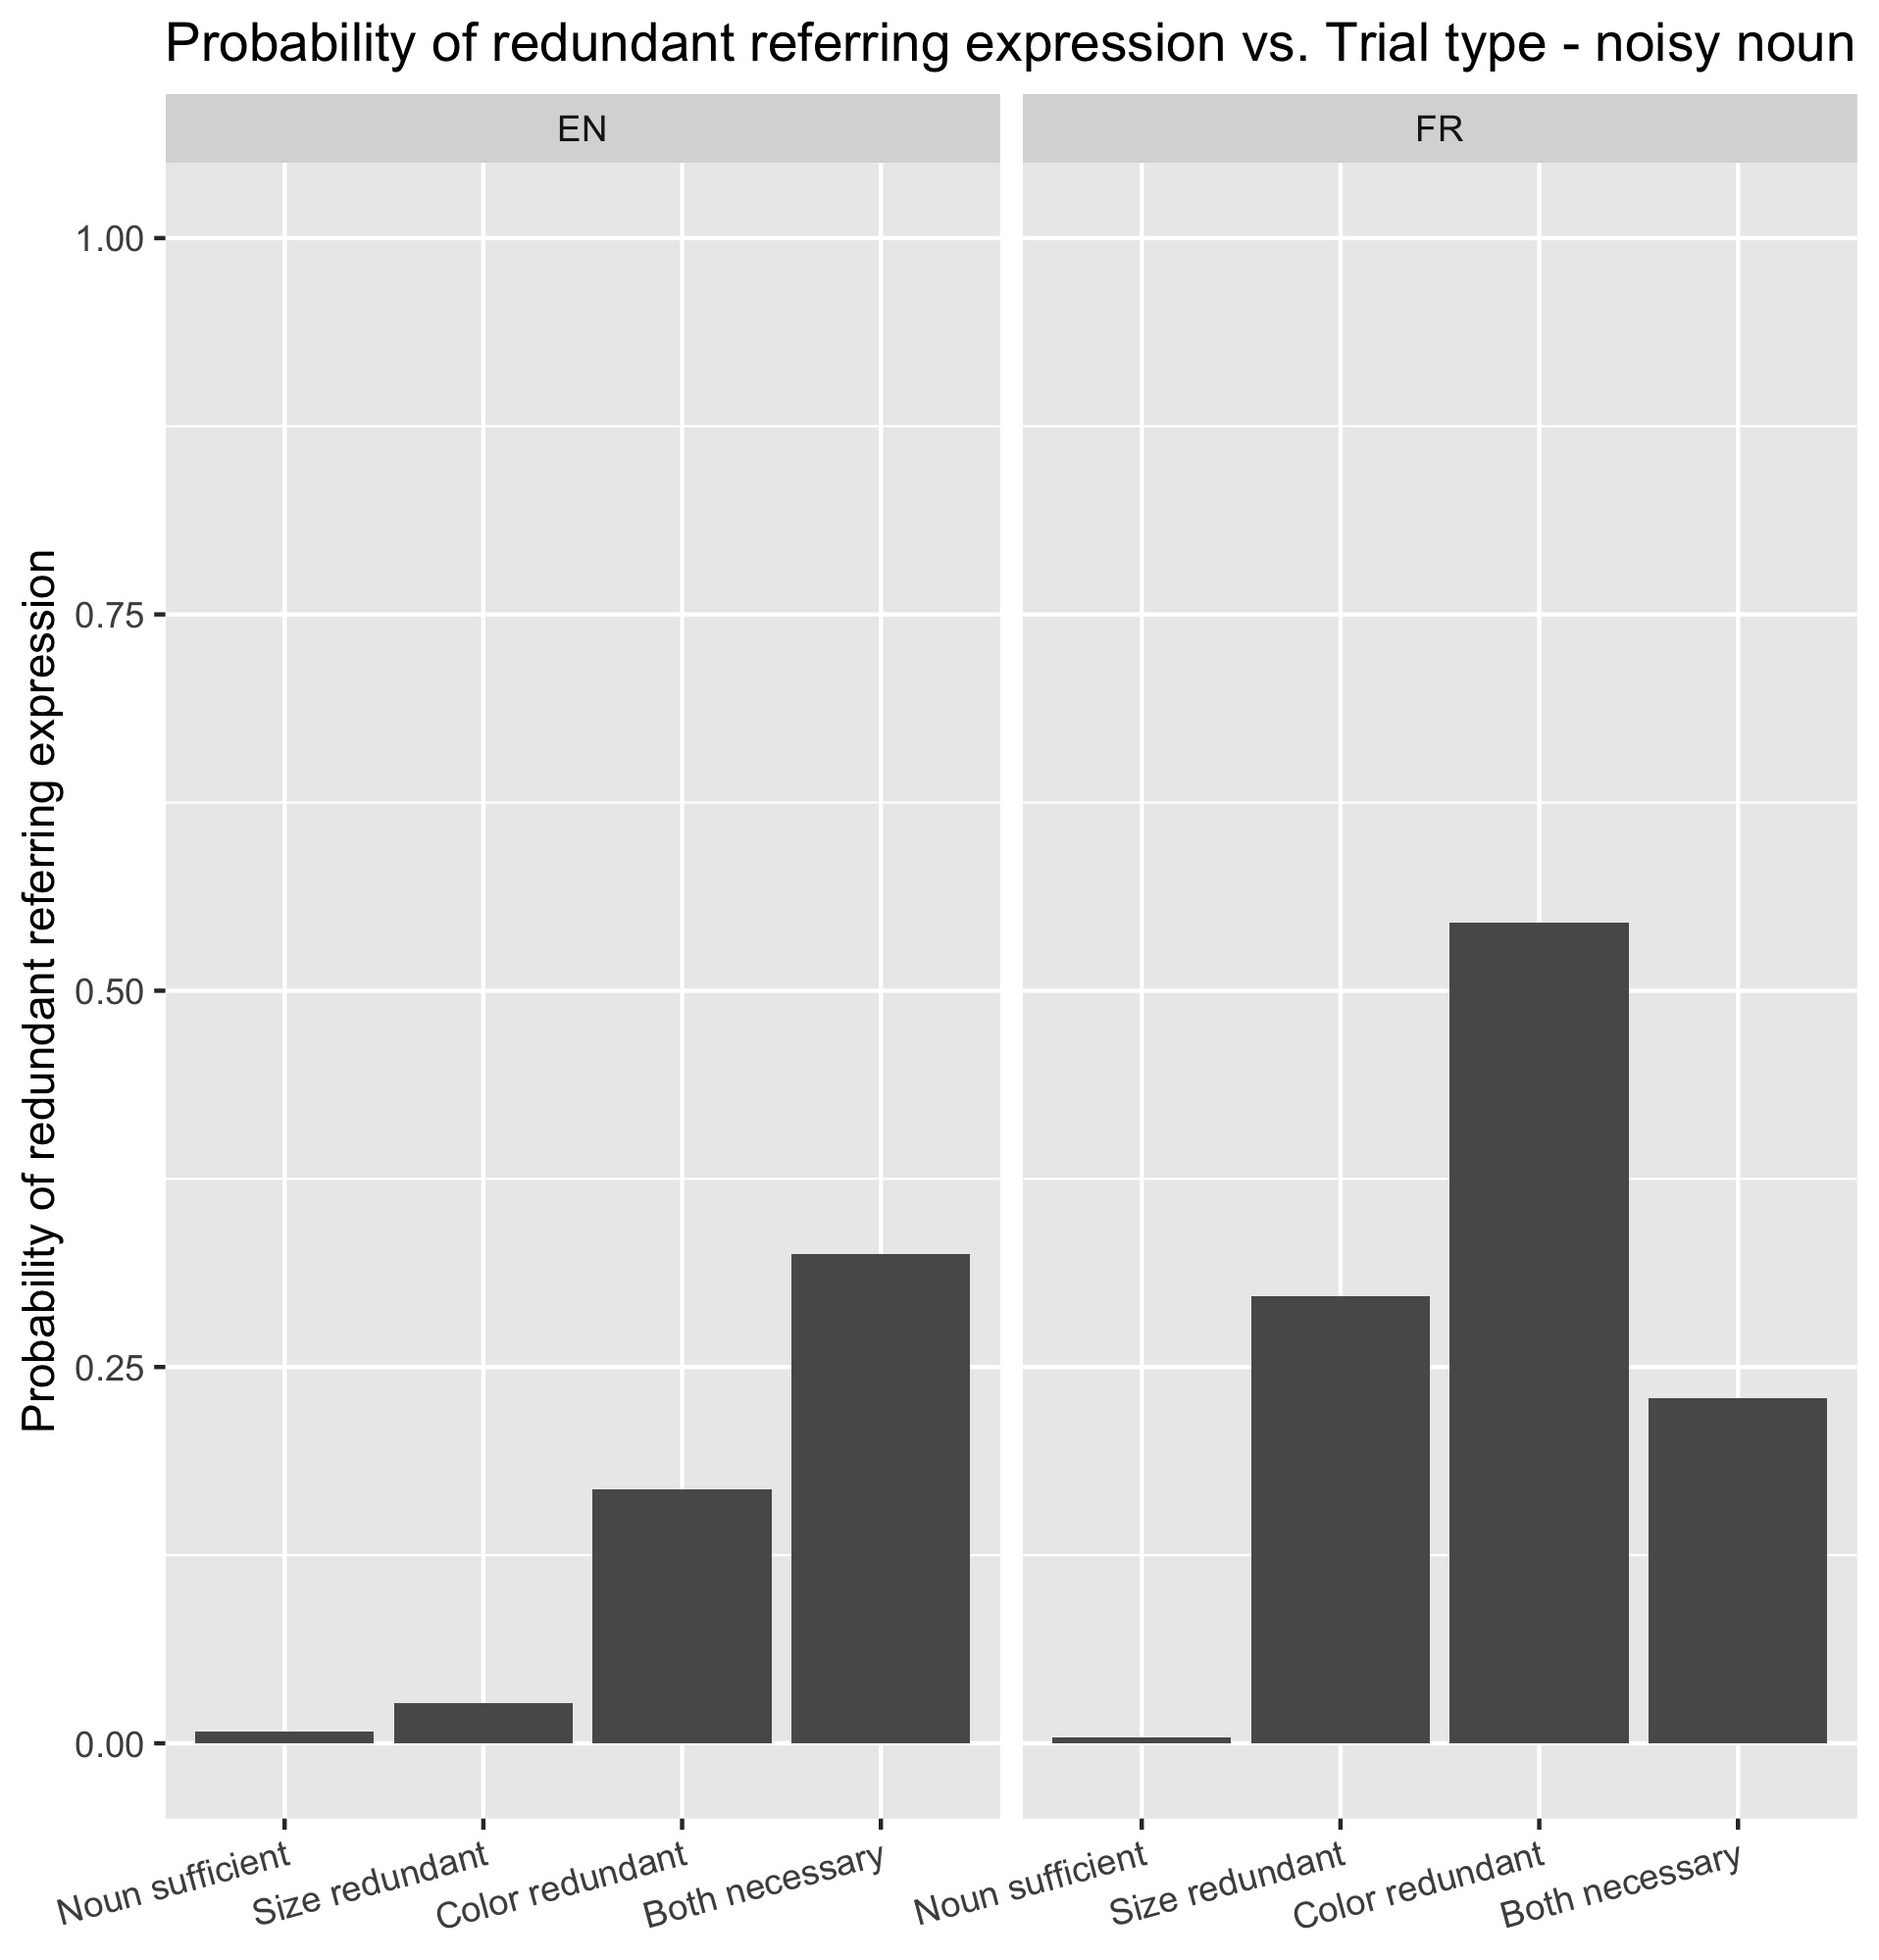 Probability of redundant referring expression vs. Trial type - noisy noun
EN
FR
Probability of redundant referring expression
1.00
0.75
0.50
0.25
0.00
Noun sufficient
Size redundant
Color redundant
Both necessary
Noun sufficient
Size redundant
Color redundant
Both necessary